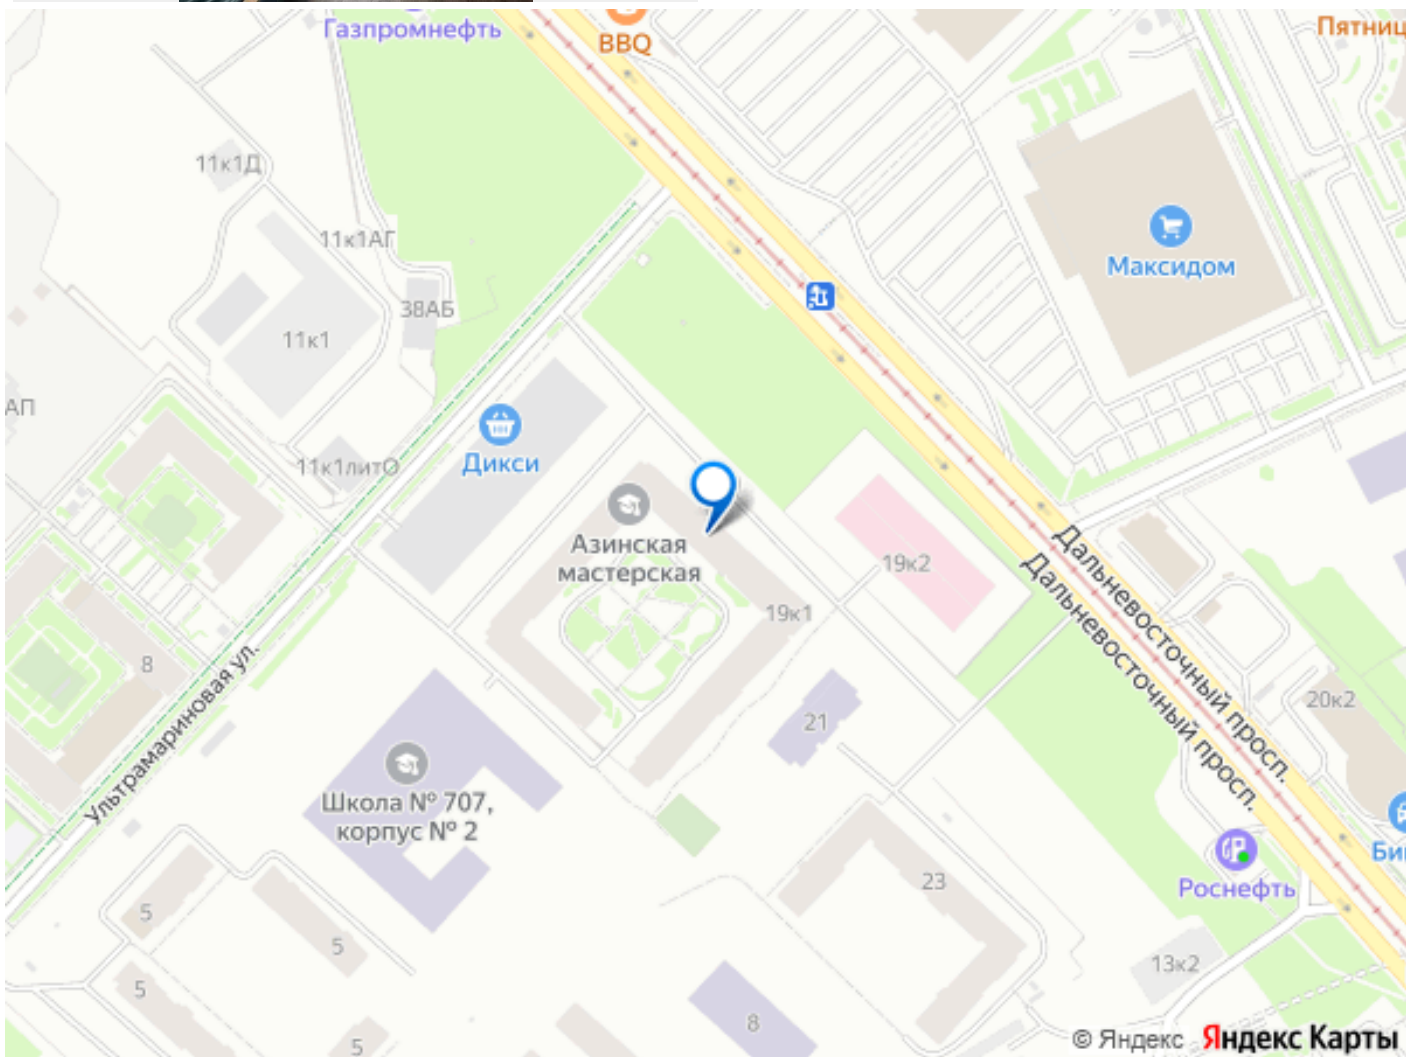 Газпромнефть
BBQ
11к1Д
11к1АГ
Максидом
38АБ
11к1
АП
Дикси
11к1литО
Азинская
мастерская
19к2
19к1
Дальневосточный просп.
Дальневосточный просп.
8
Ультрамариновая ул.
20к2
21
Школа № 707,
корпус № 2
Роснефть
23
5
5
13к2
5
8
5
© Яндекс Яндекс Карты